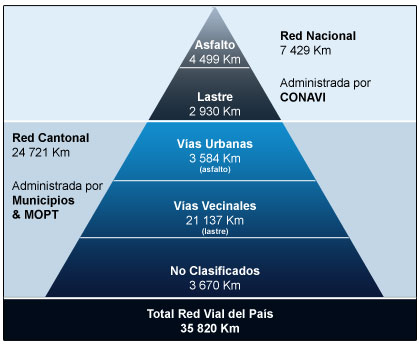 Asfalto
4 499 Km
Lastre
2 930 Km
Red Nacional
7 429 Km
Administrada por
CONAVI
Red Cantonal
24 721 Km
Administrada por
Municipios
& MOPT
Vías Urbanas
3 584 Km
(asfalto)
Vías Vecinales
21 137 Km
(lastre)
No Clasificados
3 670 Km
Total Red Vial del País
35 820 Km